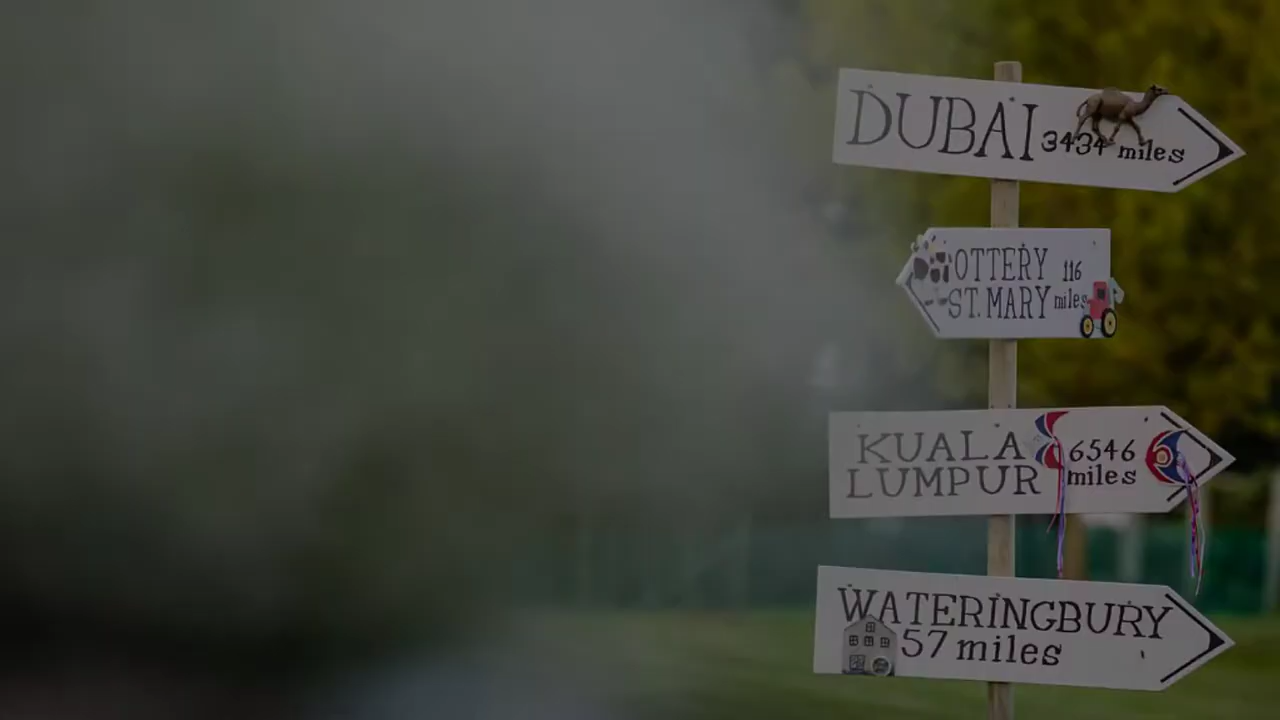 DUBAI 3434 miles
OTTERY 116
ST. MARY miles
KUALA 6546
LUMPUR miles
WATERINGBURY
57 miles